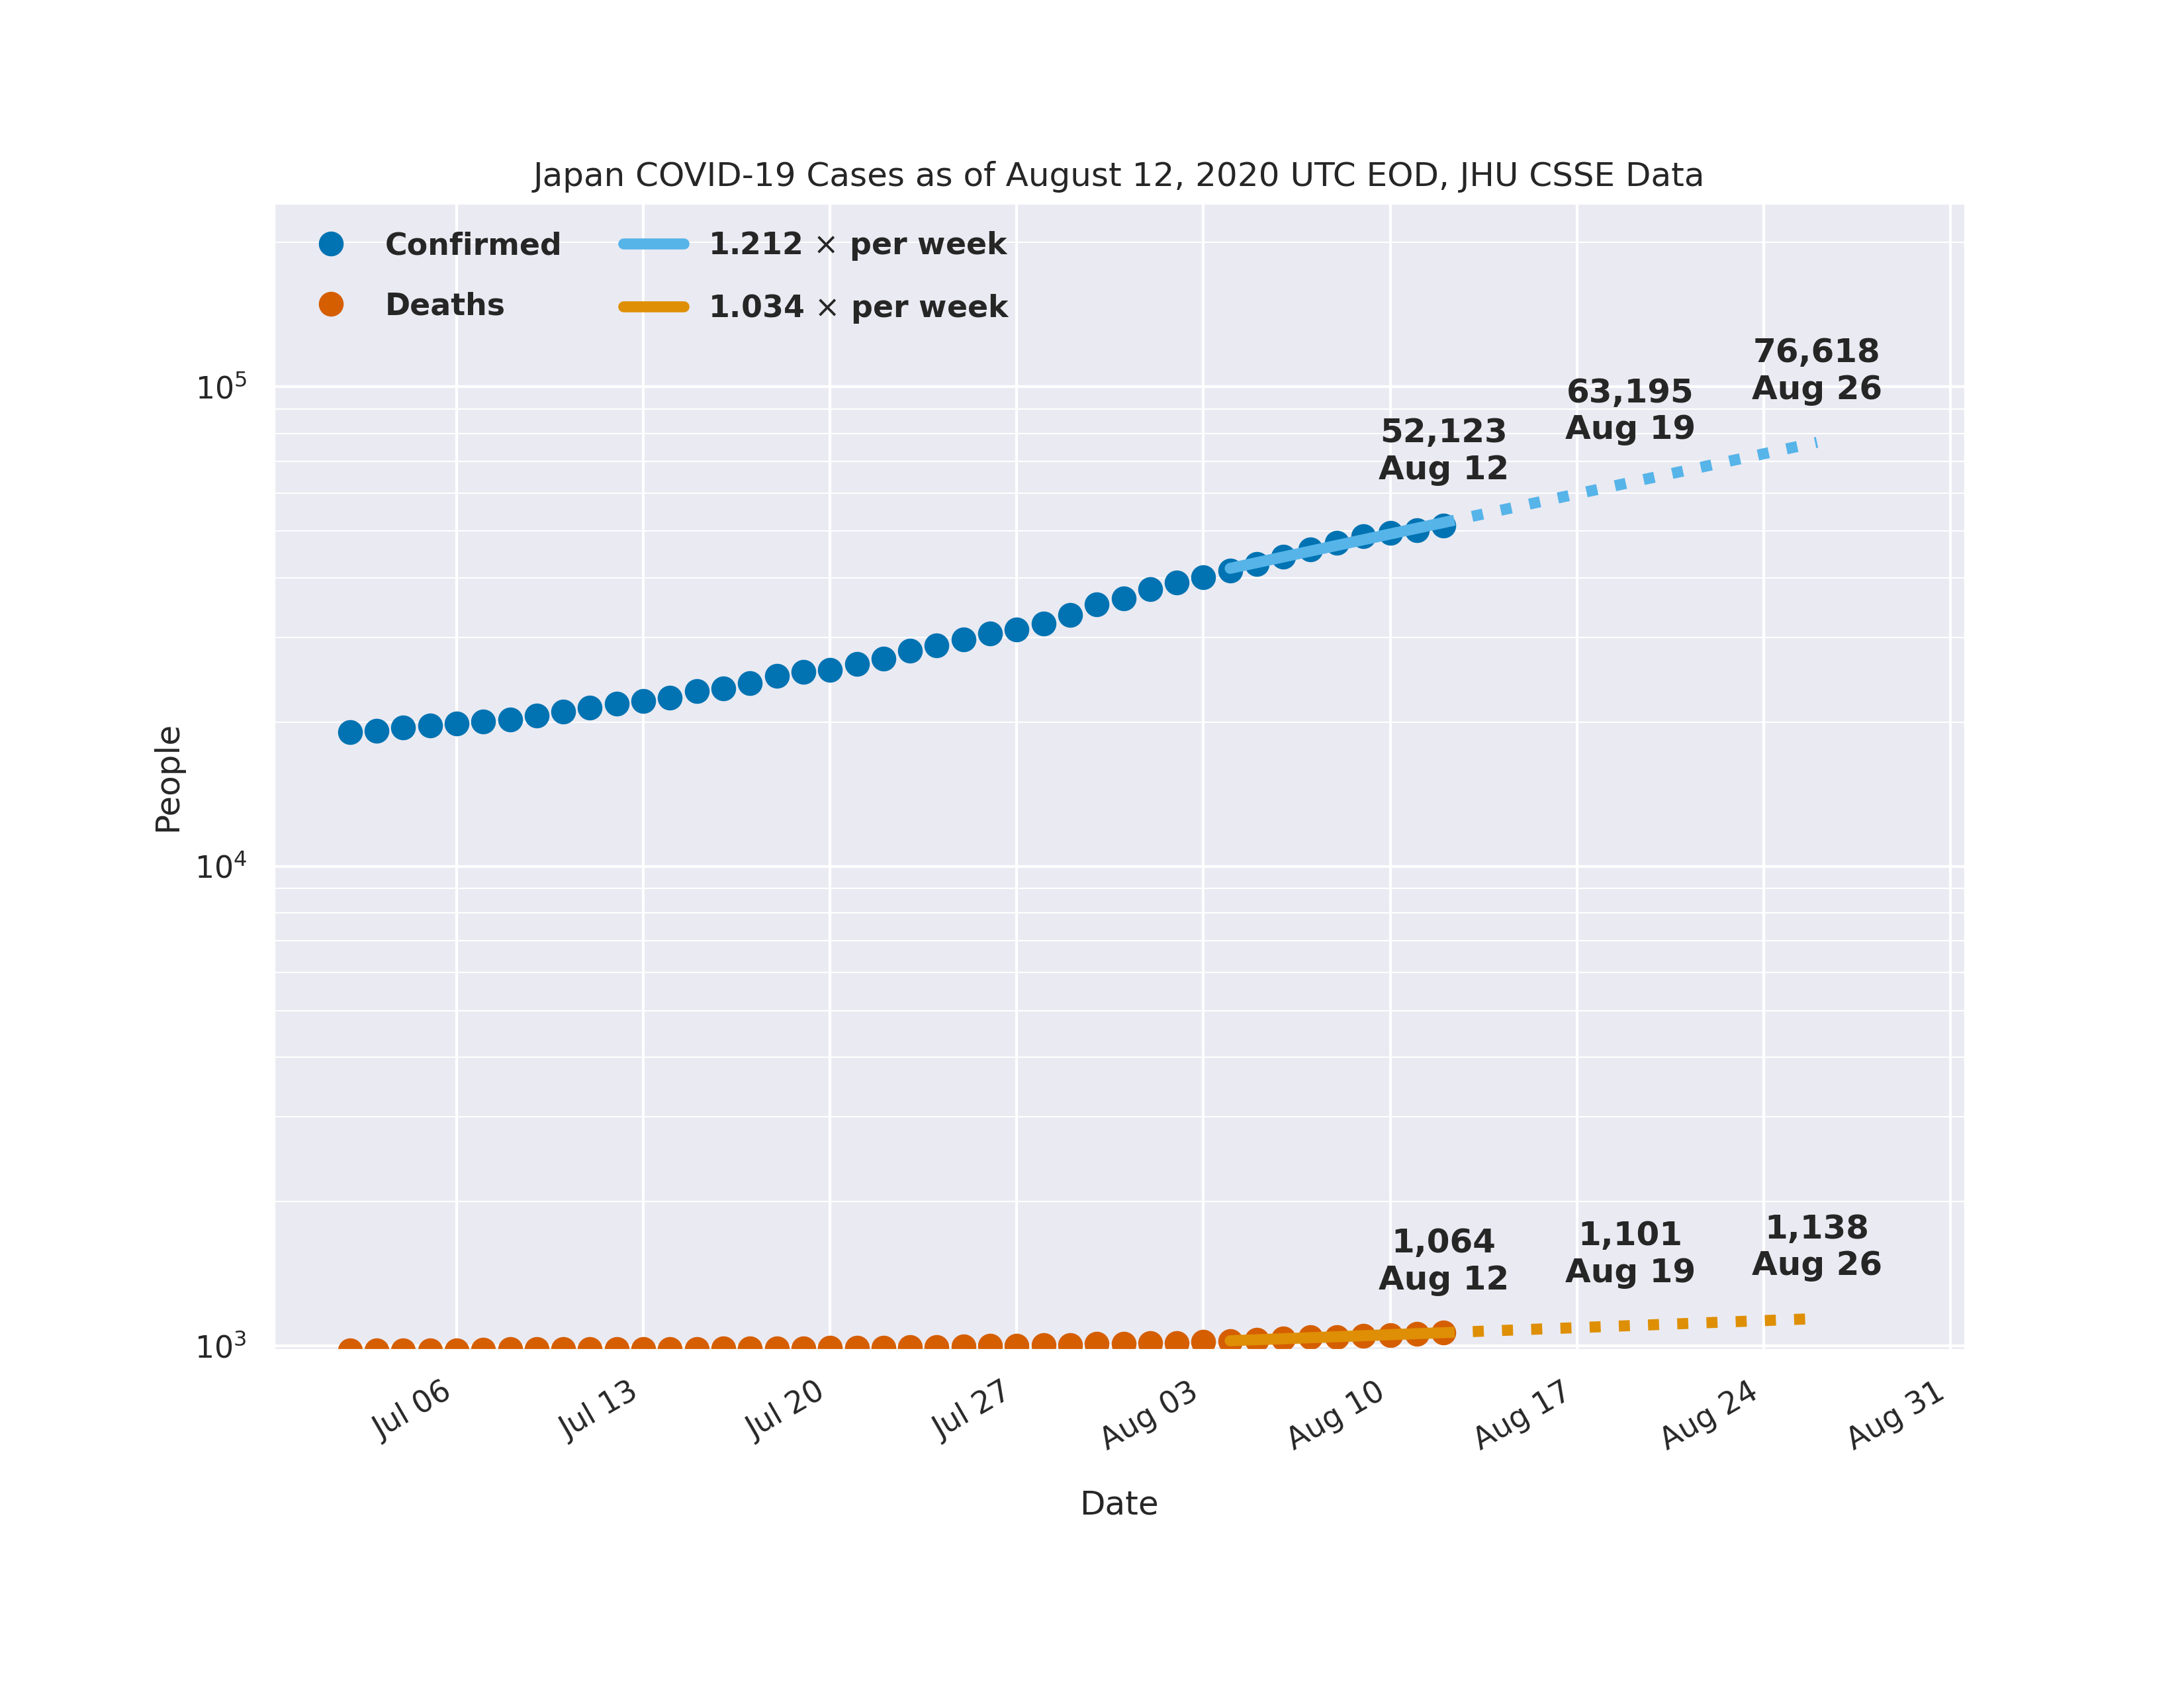 Japan COVID-19 Cases as of August 12, 2020 UTC EOD, JHU CSSE Data
Confirmed
Deaths
1.212 × per week
1.034 × per week
76,618
Aug 26
63,195
Aug 19
52,123
Aug 12
10⁵
10⁴
10³
People
1,064
Aug 12
1,101
Aug 19
1,138
Aug 26
Jul 06
Jul 13
Jul 20
Jul 27
Aug 03
Aug 10
Aug 17
Aug 24
Aug 31
Date